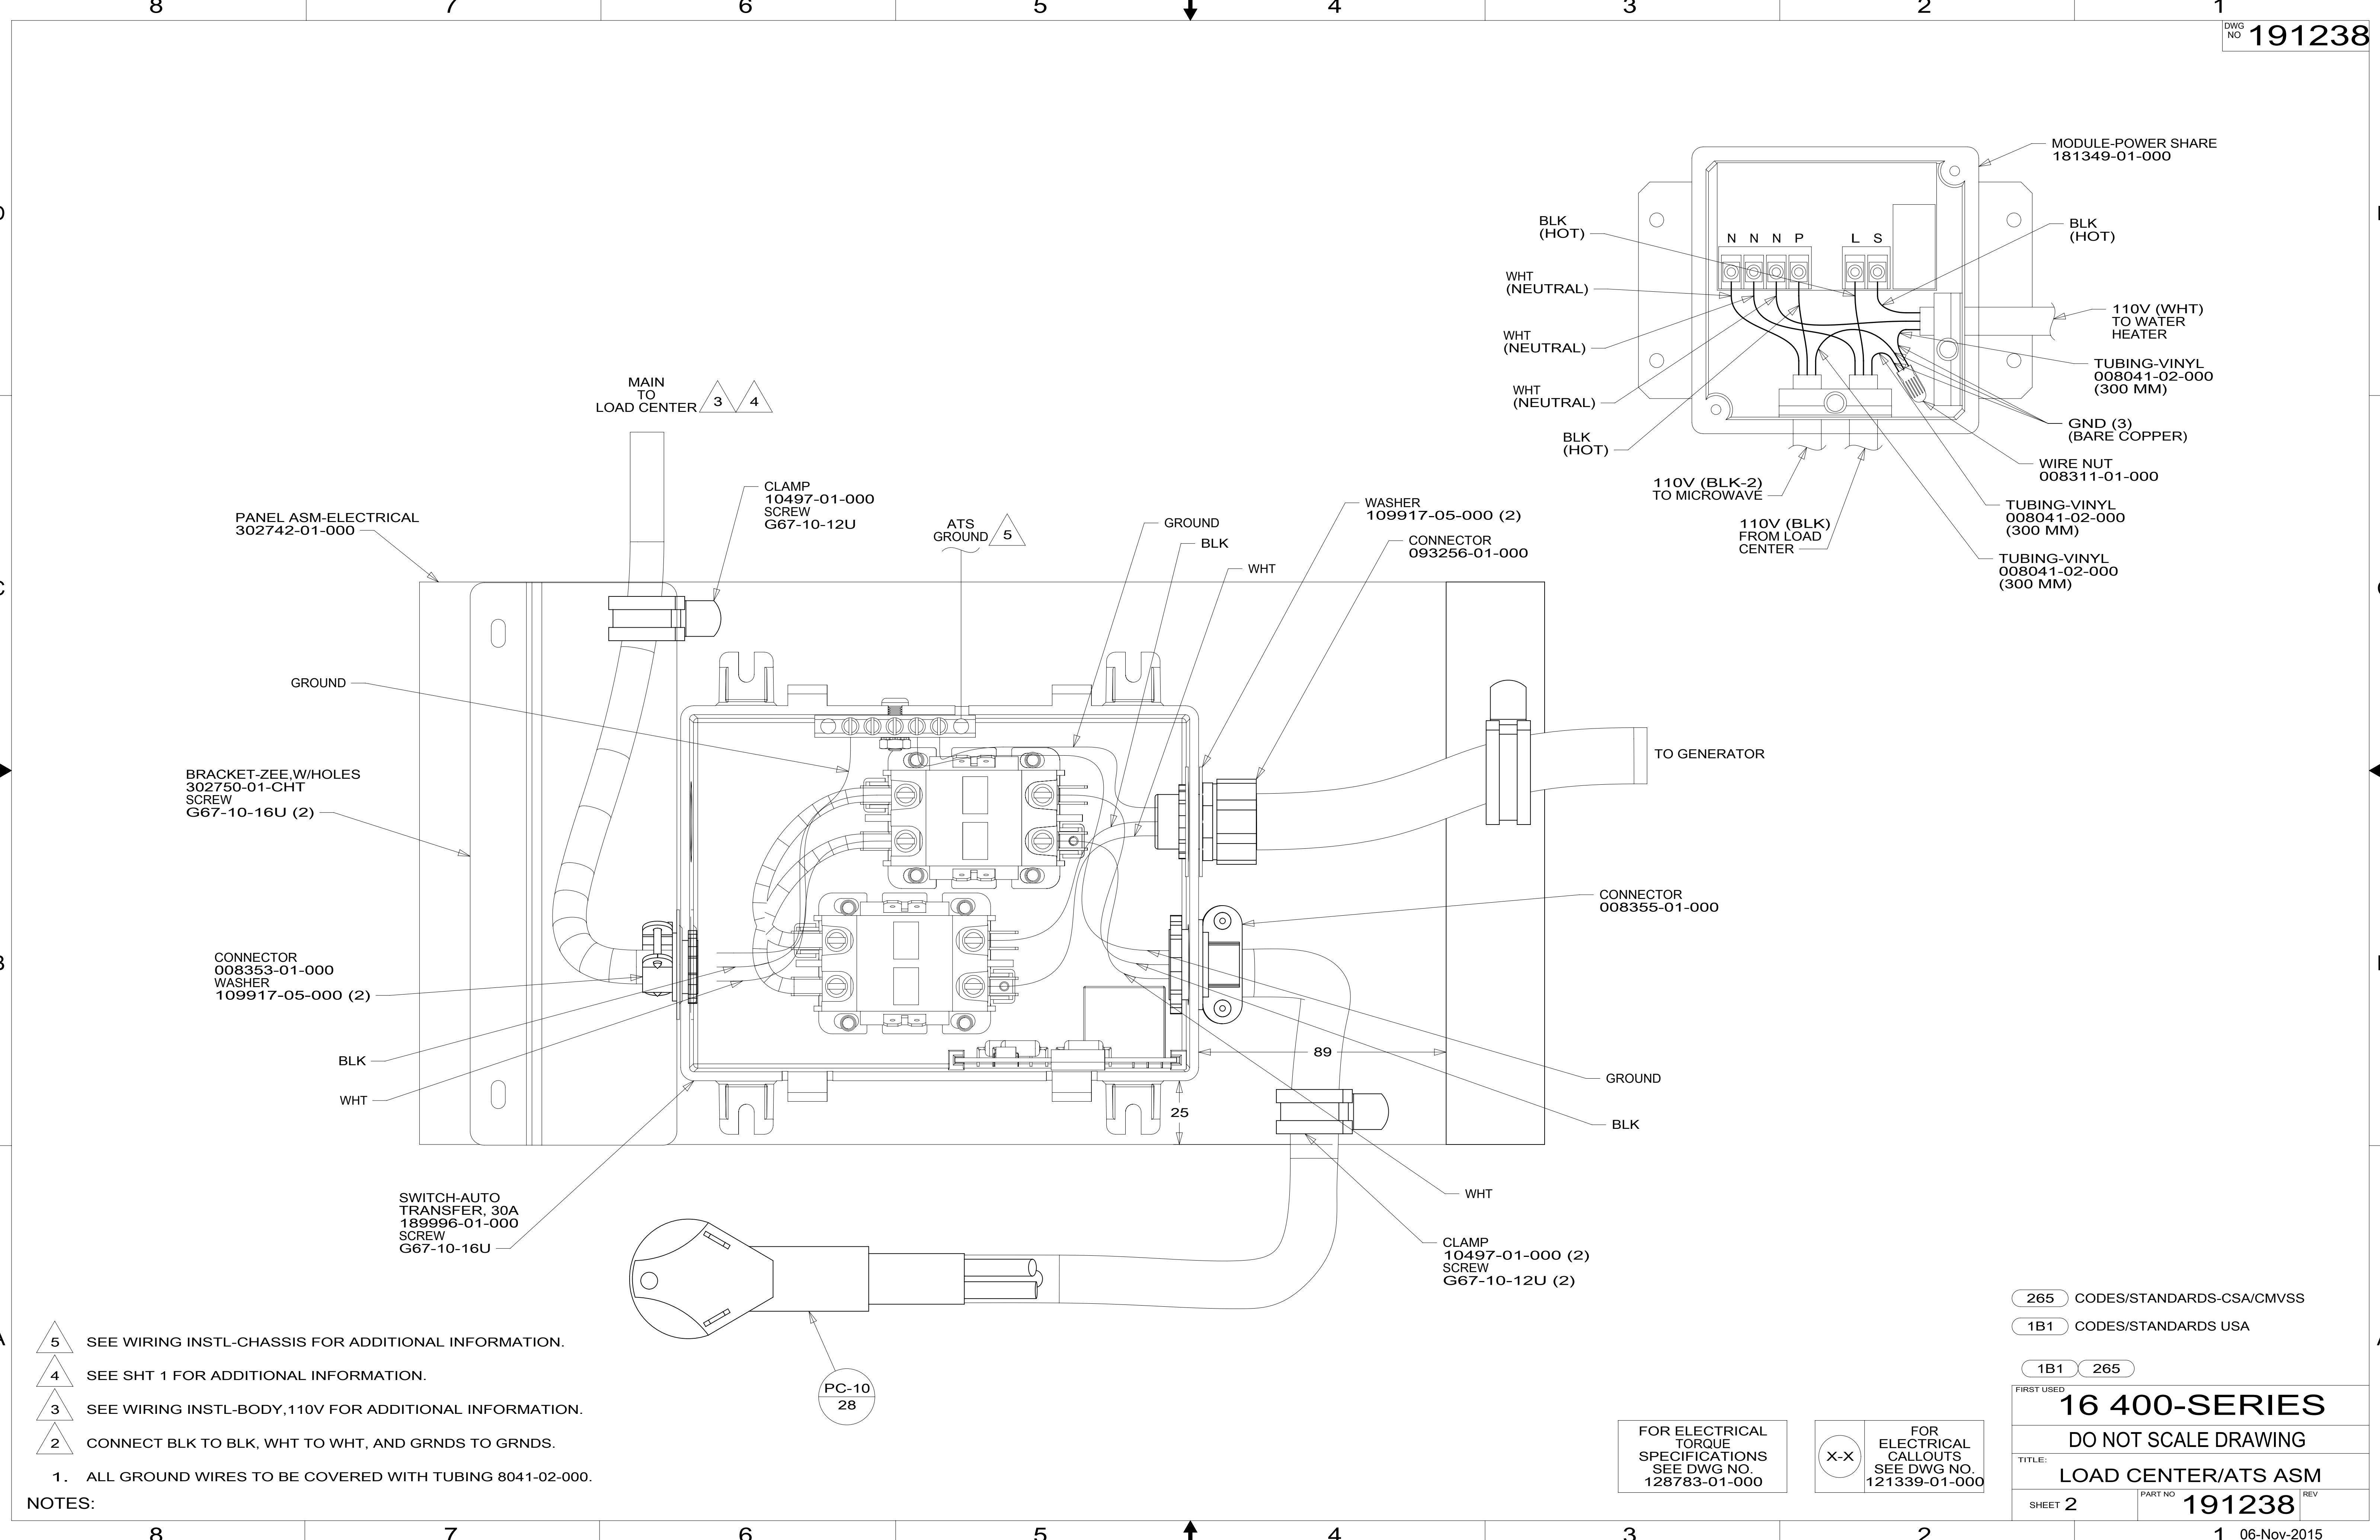 8 7 6 5 4 3 2 1
DWG
NO 191238
MODULE-POWER SHARE
181349-01-000
BLK
(HOT)
BLK
(HOT)
N N N P L S
WHT
(NEUTRAL)
110V (WHT)
TO WATER
HEATER
WHT
(NEUTRAL)
TUBING-VINYL
008041-02-000
(300 MM)
WHT
(NEUTRAL)
GND (3)
(BARE COPPER)
BLK
(HOT)
WIRE NUT
008311-01-000
110V (BLK-2)
TO MICROWAVE
TUBING-VINYL
008041-02-000
(300 MM)
110V (BLK)
FROM LOAD
CENTER
TUBING-VINYL
008041-02-000
(300 MM)
MAIN
TO
LOAD CENTER 3 4
CLAMP
10497-01-000
SCREW
G67-10-12U
PANEL ASM-ELECTRICAL
302742-01-000
ATS
GROUND 5
GROUND
BLK
WHT
WASHER
109917-05-000 (2)
CONNECTOR
093256-01-000
GROUND
TO GENERATOR
BRACKET-ZEE,W/HOLES
302750-01-CHT
SCREW
G67-10-16U (2)
CONNECTOR
008355-01-000
CONNECTOR
008353-01-000
WASHER
109917-05-000 (2)
BLK
WHT
89
25
GROUND
BLK
WHT
SWITCH-AUTO
TRANSFER, 30A
189996-01-000
SCREW
G67-10-16U
CLAMP
10497-01-000 (2)
SCREW
G67-10-12U (2)
PC-10
28
5 SEE WIRING INSTL-CHASSIS FOR ADDITIONAL INFORMATION.
4 SEE SHT 1 FOR ADDITIONAL INFORMATION.
3 SEE WIRING INSTL-BODY,110V FOR ADDITIONAL INFORMATION.
2 CONNECT BLK TO BLK, WHT TO WHT, AND GRNDS TO GRNDS.
1. ALL GROUND WIRES TO BE COVERED WITH TUBING 8041-02-000.
NOTES:
265 CODES/STANDARDS-CSA/CMVSS
1B1 CODES/STANDARDS USA
1B1 265
FOR ELECTRICAL
TORQUE
SPECIFICATIONS
SEE DWG NO.
128783-01-000
X-X
FOR
ELECTRICAL
CALLOUTS
SEE DWG NO.
121339-01-000
FIRST USED
16 400-SERIES
DO NOT SCALE DRAWING
TITLE:
LOAD CENTER/ATS ASM
SHEET 2 PART NO 191238 REV
8 7 6 5 4 3 2 1
06-Nov-2015